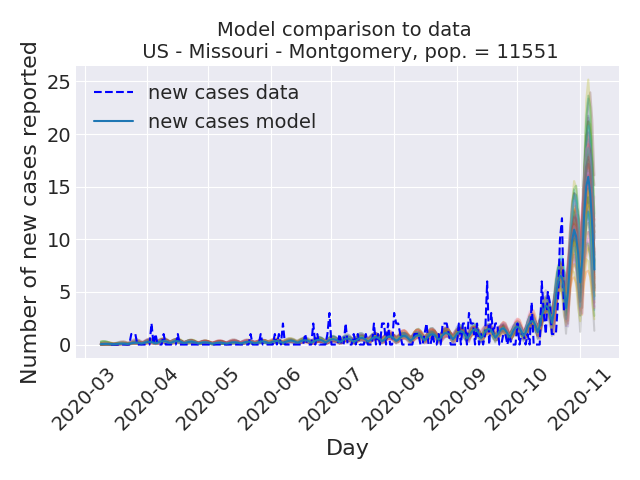 Model comparison to data
US - Missouri - Montgomery, pop. = 11551
new cases data
new cases model
Number of new cases reported
25
20
15
10
5
0
2020-03
2020-04
2020-05
2020-06
2020-07
2020-08
2020-09
2020-10
2020-11
Day